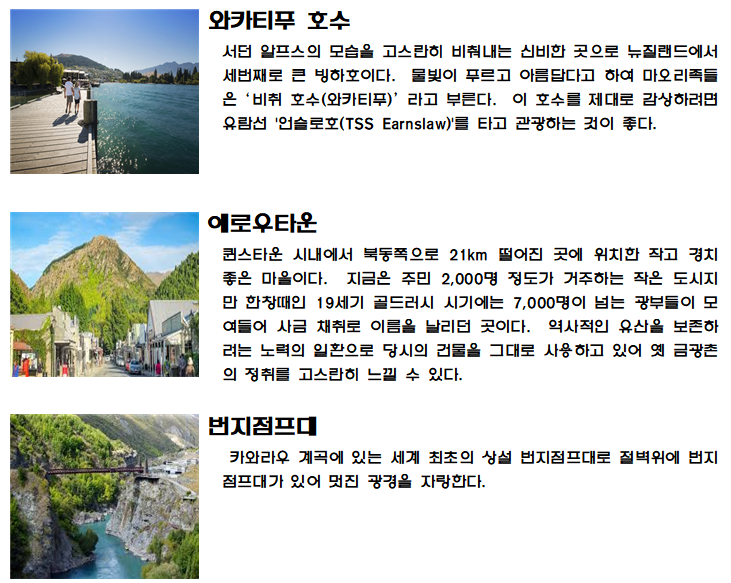 와카티푸 호수
서던 알프스의 모습을 고스란히 비춰내는 신비한 곳으로 뉴질랜드에서
세번째로 큰 빙하호이다. 물빛이 푸르고 아름답다고 하여 마오리족들
은 ‘비취 호수(와카티푸)’ 라고 부른다. 이 호수를 제대로 감상하려면
유람선 '언슬로호(TSS Earnslaw)'를 타고 관광하는 것이 좋다.
에로우타운
퀸스타운 시내에서 북동쪽으로 21km 떨어진 곳에 위치한 작고 경치
좋은 마을이다. 지금은 주민 2,000명 정도가 거주하는 작은 도시지
만 한창때인 19세기 골드러시 시기에는 7,000명이 넘는 광부들이 모
여들어 사금 채취로 이름을 날리던 곳이다. 역사적인 유산을 보존하
려는 노력의 일환으로 당시의 건물을 그대로 사용하고 있어 옛 금광촌
의 정취를 고스란히 느낄 수 있다.
번지점프대
카와라우 계곡에 있는 세계 최초의 상설 번지점프대로 절벽위에 번지
점프대가 있어 멋진 광경을 자랑한다.